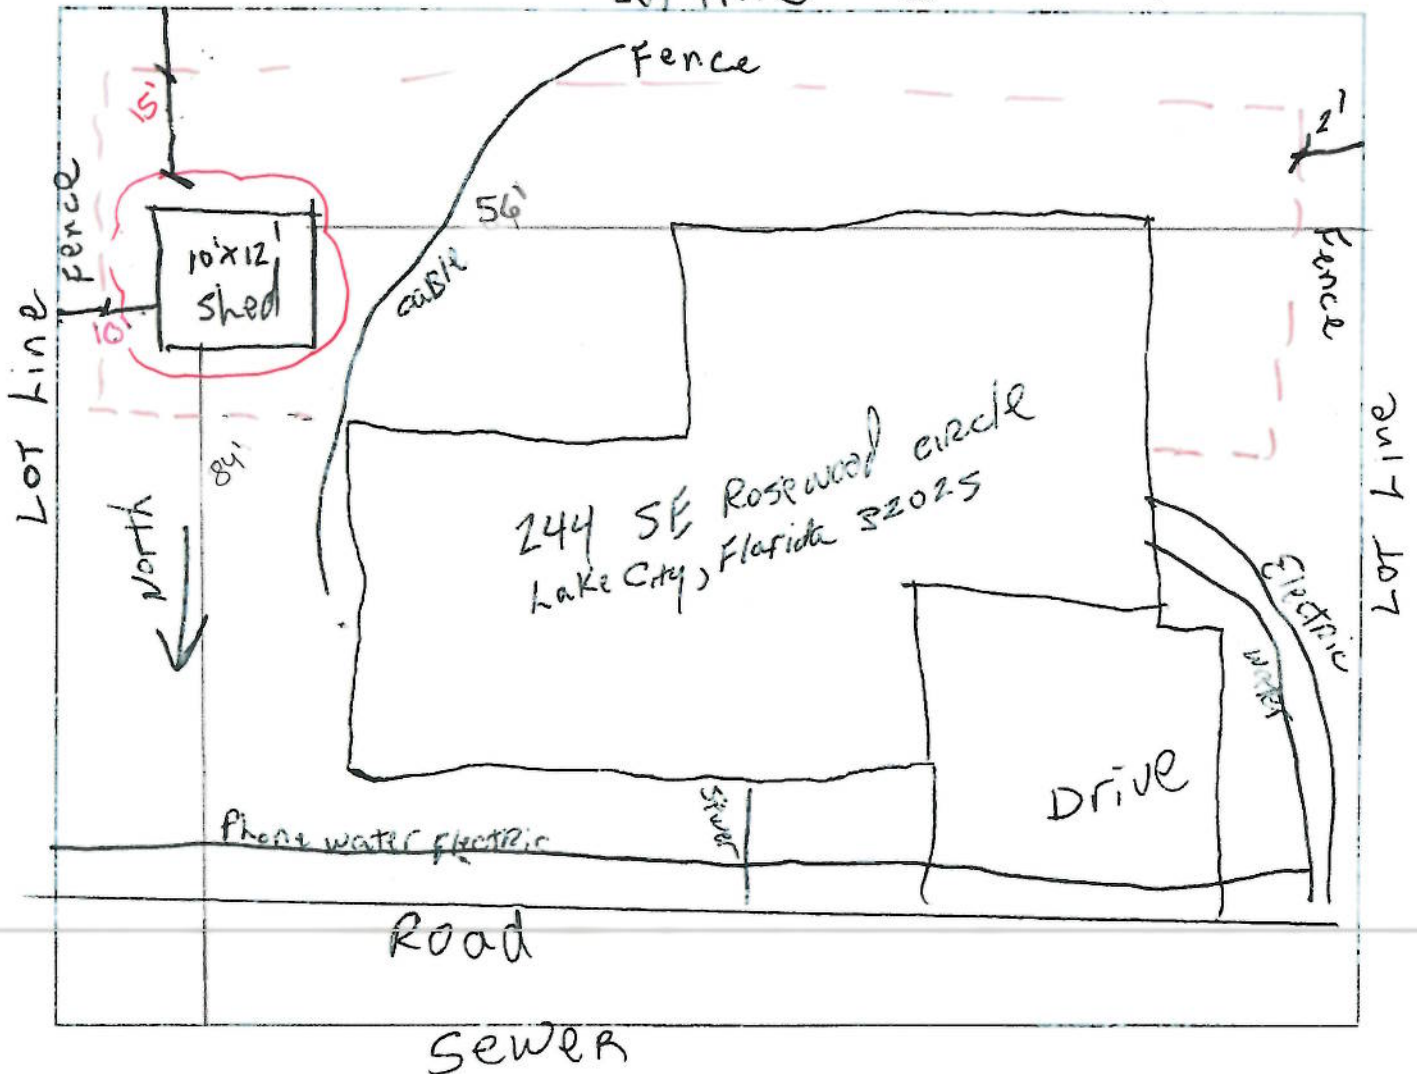 Fence
15'
2'
Fence
56'
10'x12'
shed
cable
Fence
10'
Lot Line
84'
North
244 SE Rosewood circle
Lake City, Florida 32025
Lot Line
Electric
water
Drive
Sewer
Phone water Electric
Road
Sewer